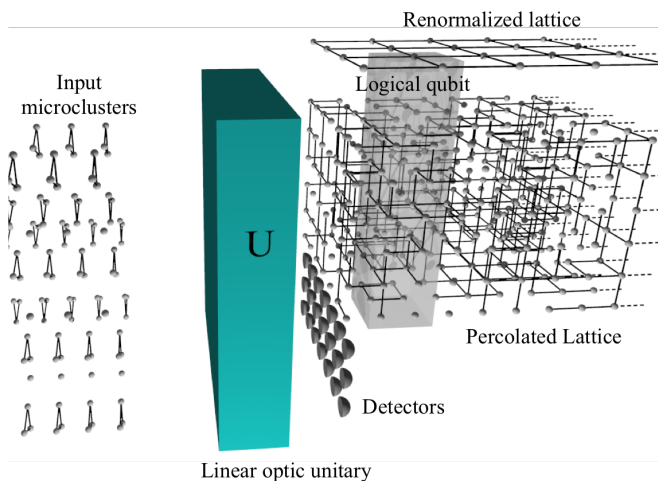 Renormalized lattice
Input
microclusters
Logical qubit
U
Percolated Lattice
Detectors
Linear optic unitary